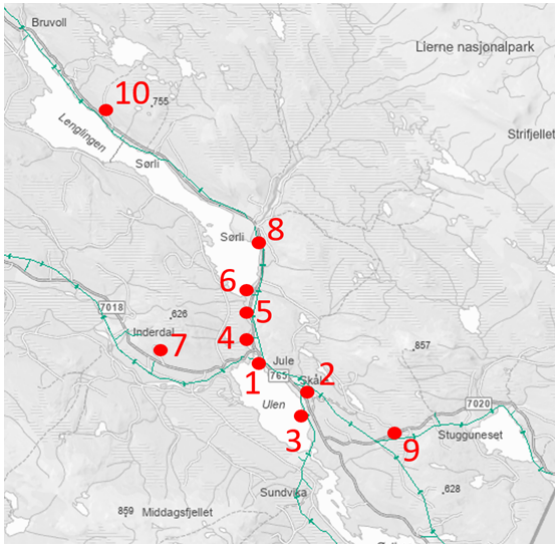 Bruvoll
Lierne nasjonalpark
10
755
Lenglingen
Strifjellet
Sørli
Sørli
8
6
7018
626
5
Inderdal
4
857
7
Jule
1
765
Skål
2
Ulen
7020
3
Stugguneset
9
Sundvika
628
859
Middagsfjellet